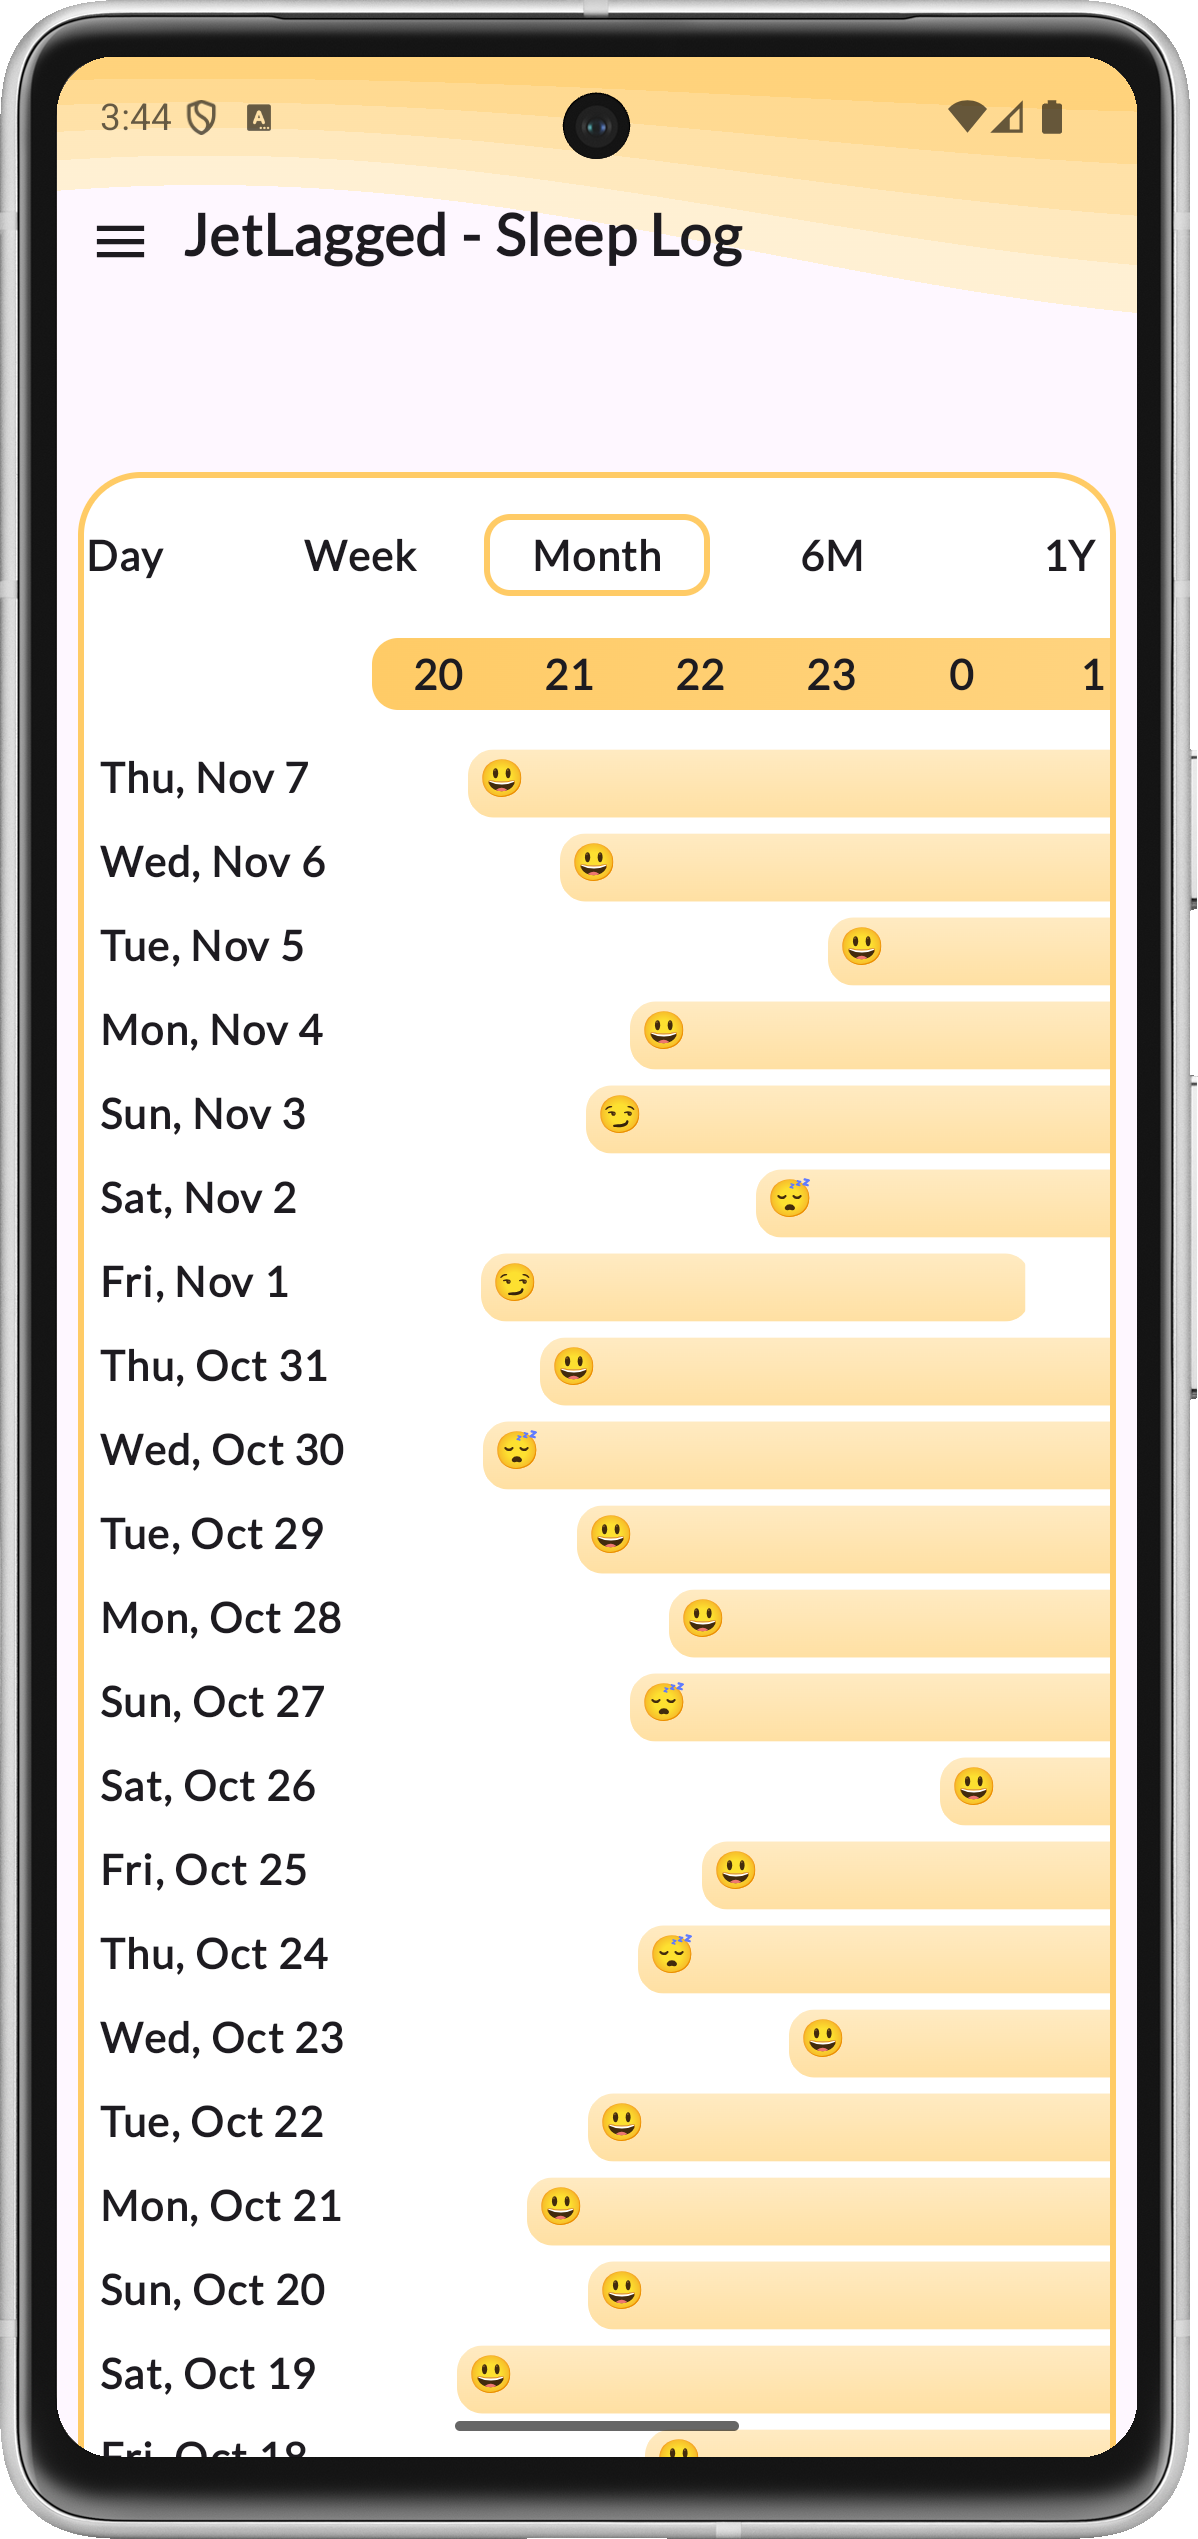 3:44
JetLagged - Sleep Log
Day Week Month 6M 1Y
20 21 22 23 0 1
Thu, Nov 7
Wed, Nov 6
Tue, Nov 5
Mon, Nov 4
Sun, Nov 3
Sat, Nov 2
Fri, Nov 1
Thu, Oct 31
Wed, Oct 30
Tue, Oct 29
Mon, Oct 28
Sun, Oct 27
Sat, Oct 26
Fri, Oct 25
Thu, Oct 24
Wed, Oct 23
Tue, Oct 22
Mon, Oct 21
Sun, Oct 20
Sat, Oct 19
Fri, Oct 18